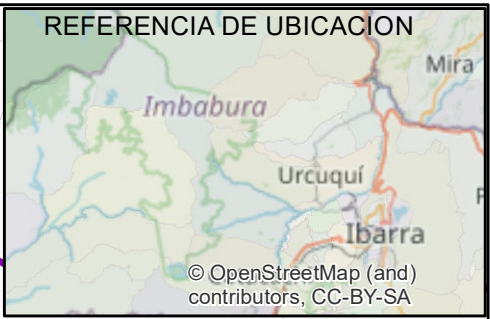 REFERENCIA DE UBICACION
Mira
Imbabura
Urcuquí
Ibarra
© OpenStreetMap (and)
contributors, CC-BY-SA